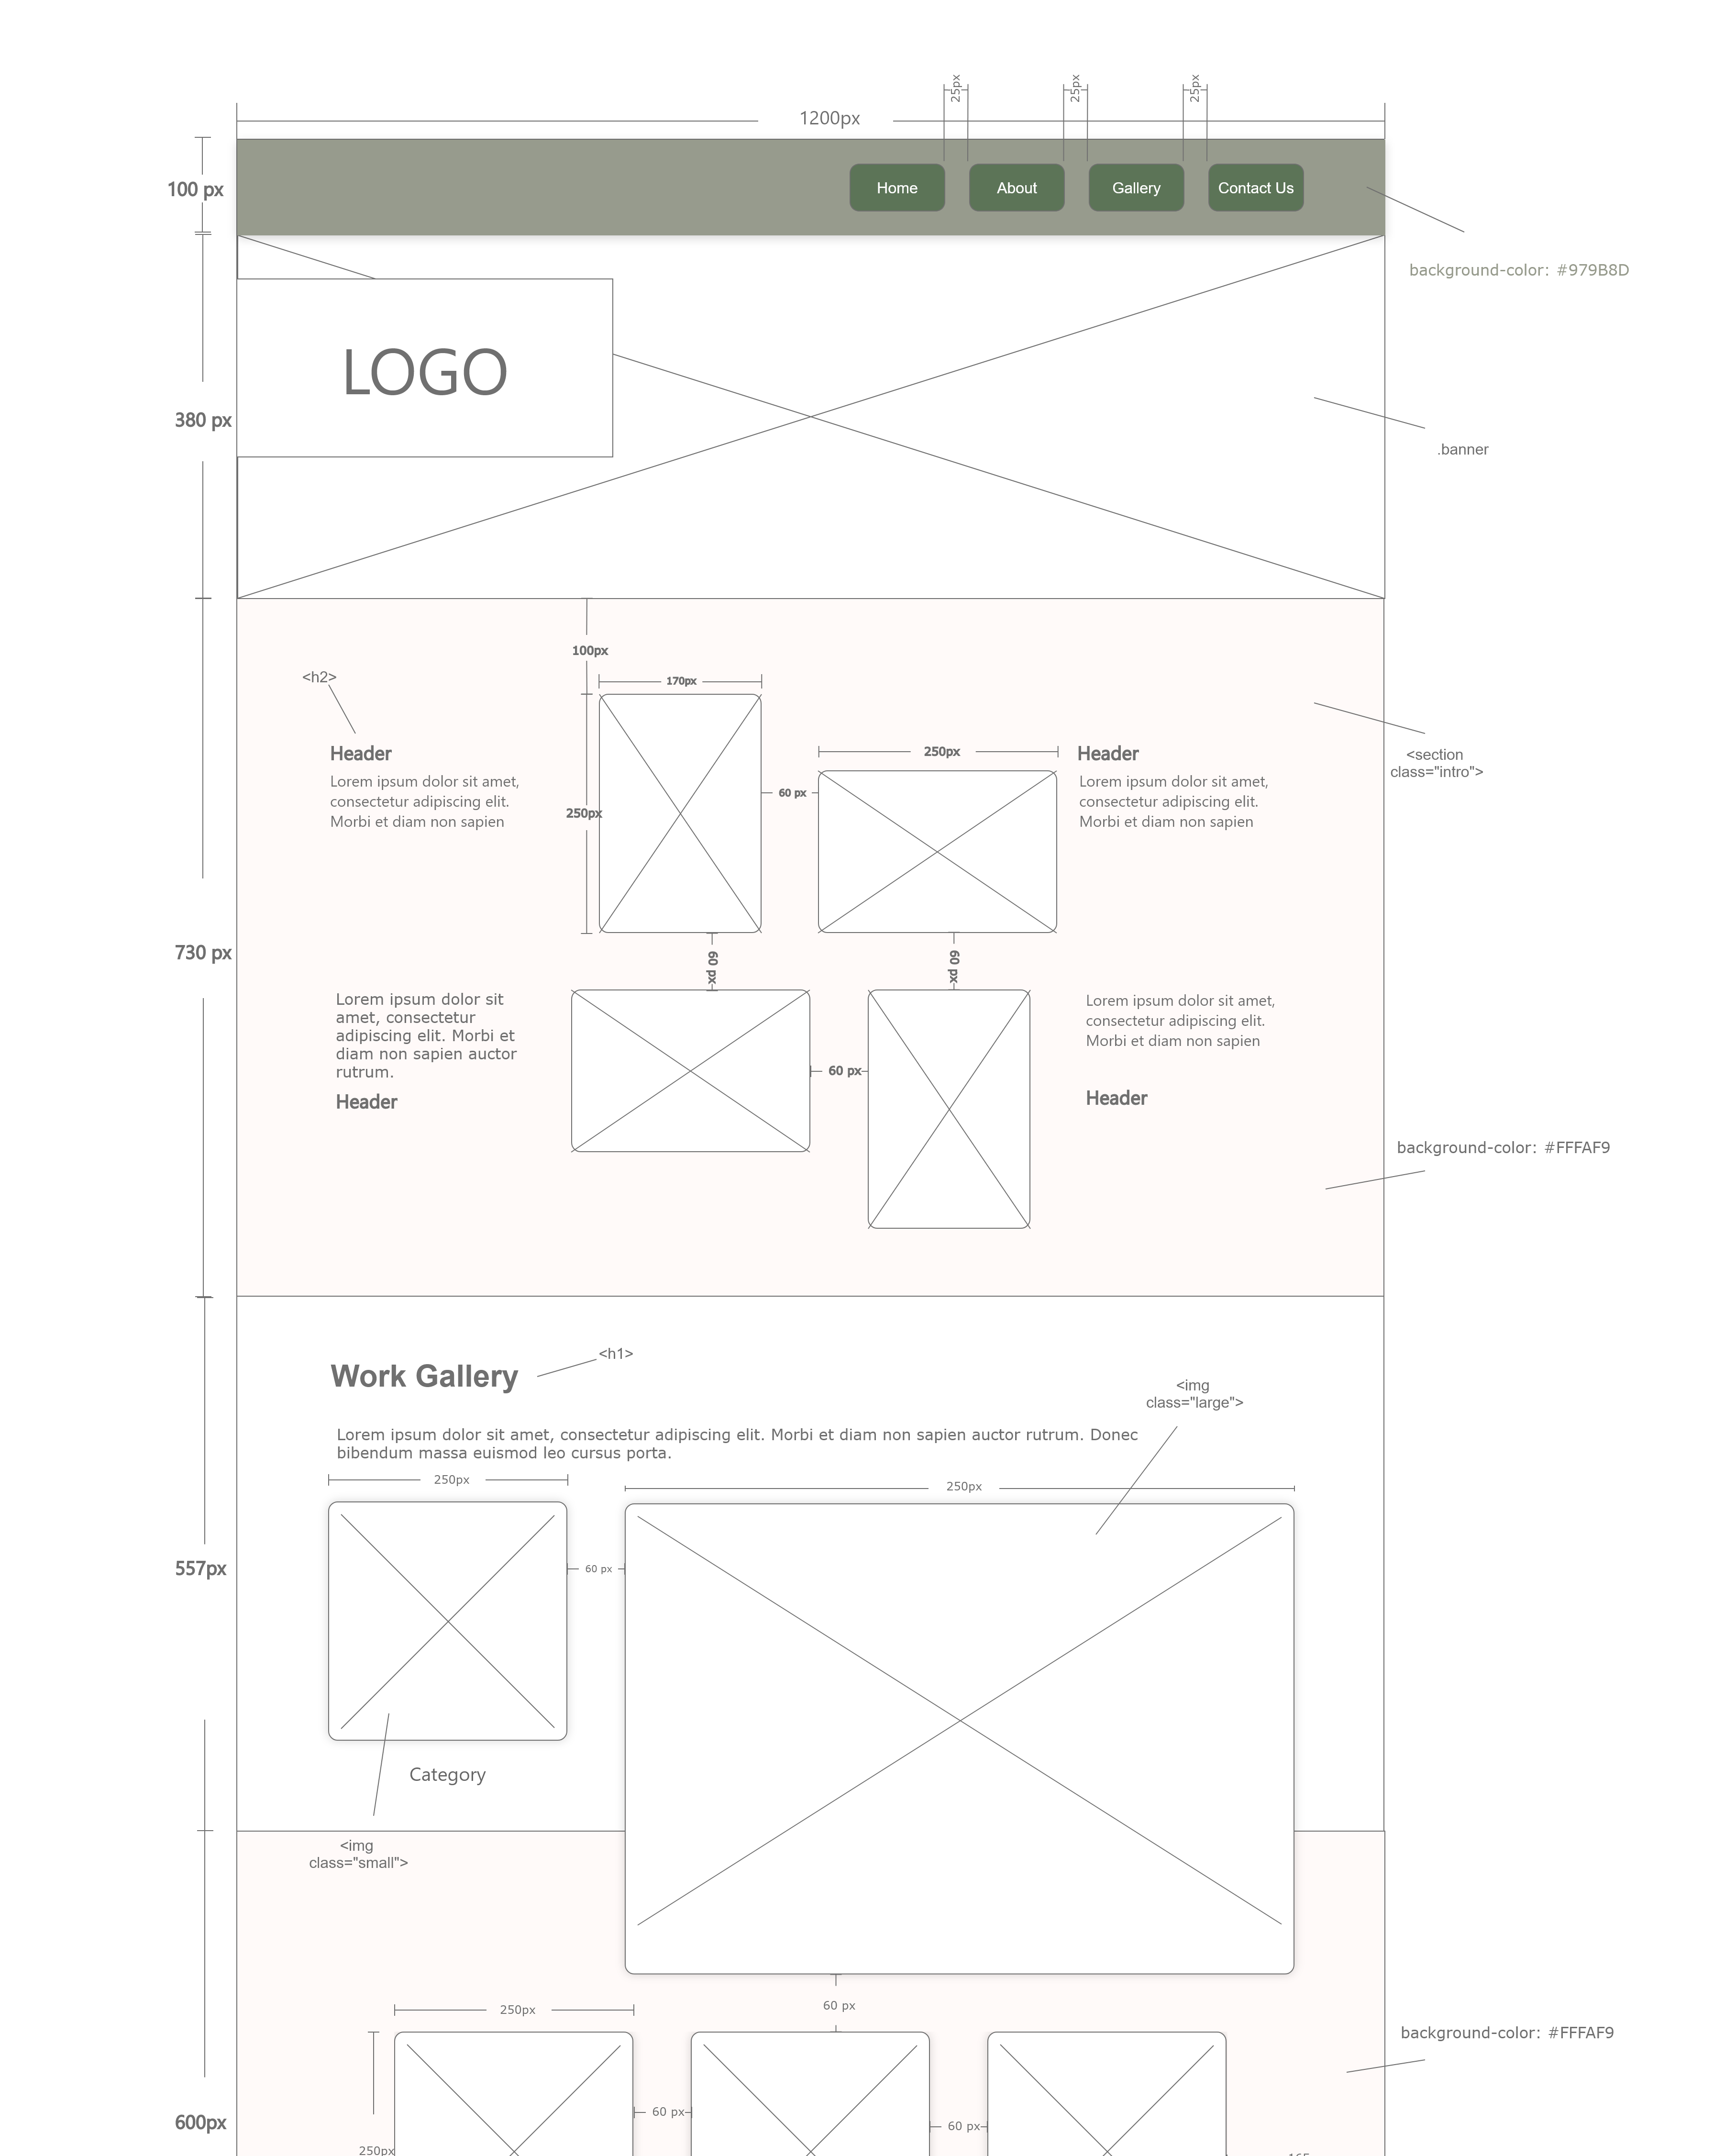 25px
25px
25px
1200px
100 px
Home
About
Gallery
Contact Us
background-color: #979B8D
LOGO
380 px
.banner
100px
<h2>
170px
Header
250px
Header
<section
class="intro">
Lorem ipsum dolor sit amet,
consectetur adipiscing elit.
Morbi et diam non sapien
250px
60 px
Lorem ipsum dolor sit amet,
consectetur adipiscing elit.
Morbi et diam non sapien
730 px
60 px
60 px
Lorem ipsum dolor sit
amet, consectetur
adipiscing elit. Morbi et
diam non sapien auctor
rutrum.
Header
60 px
Lorem ipsum dolor sit amet,
consectetur adipiscing elit.
Morbi et diam non sapien
Header
background-color: #FFFAF9
<h1>
Work Gallery
<img
class="large">
Lorem ipsum dolor sit amet, consectetur adipiscing elit. Morbi et diam non sapien auctor rutrum. Donec
bibendum massa euismod leo cursus porta.
250px
250px
557px
60 px
Category
<img
class="small">
60 px
250px
background-color: #FFFAF9
600px
60 px
60 px
250px